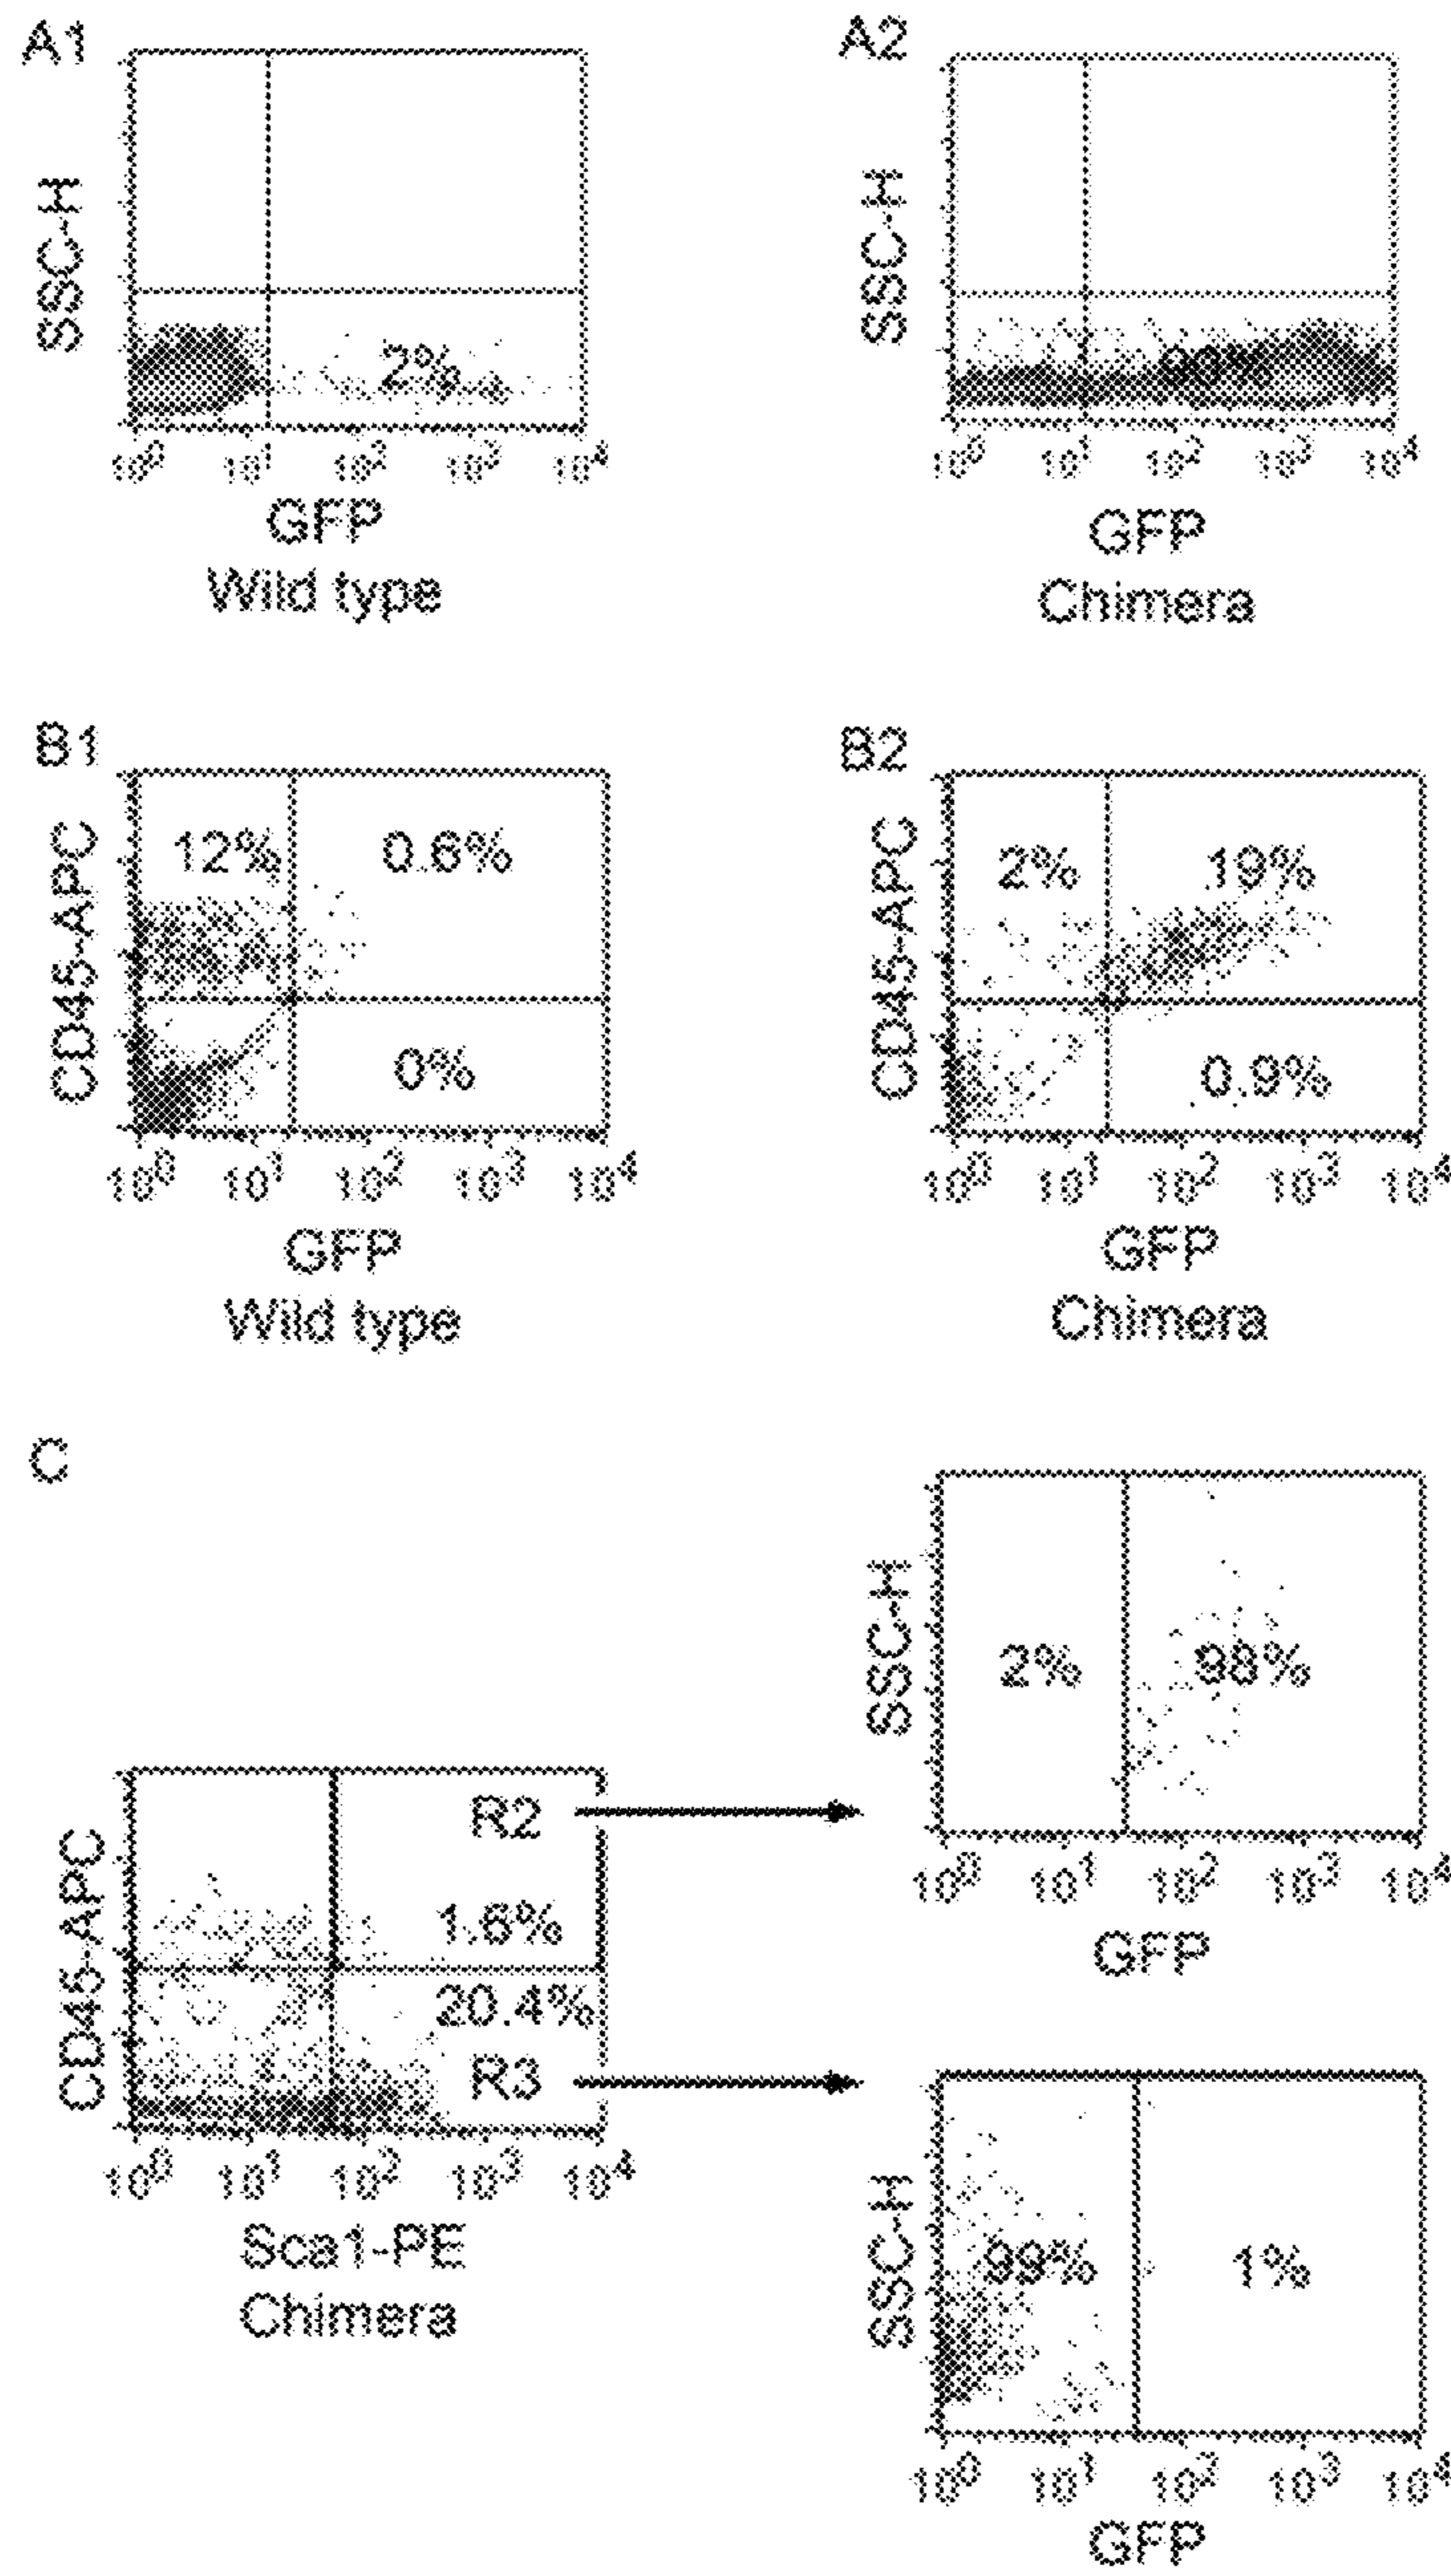 A1
SSC-H
2%
10^0 10^1 10^2 10^3 10^4
GFP
Wild type
A2
SSC-H
10^0 10^1 10^2 10^3 10^4
GFP
Chimera
B1
CD45-APC
12% 0.6%
0%
10^0 10^1 10^2 10^3 10^4
GFP
Wild type
B2
CD45-APC
2% 19%
0.9%
10^0 10^1 10^2 10^3 10^4
GFP
Chimera
C
CD45-APC
R2
1.6%
20.4%
R3
10^0 10^1 10^2 10^3 10^4
Sca1-PE
Chimera
SSC-H
2% 98%
10^0 10^1 10^2 10^3 10^4
GFP
SSC-H
99% 1%
10^0 10^1 10^2 10^3 10^4
GFP